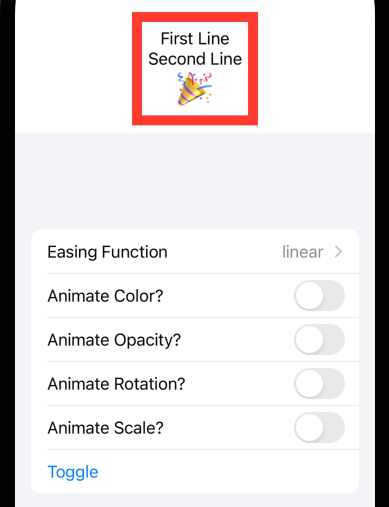 First Line
Second Line
Easing Function linear
Animate Color?
Animate Opacity?
Animate Rotation?
Animate Scale?
Toggle